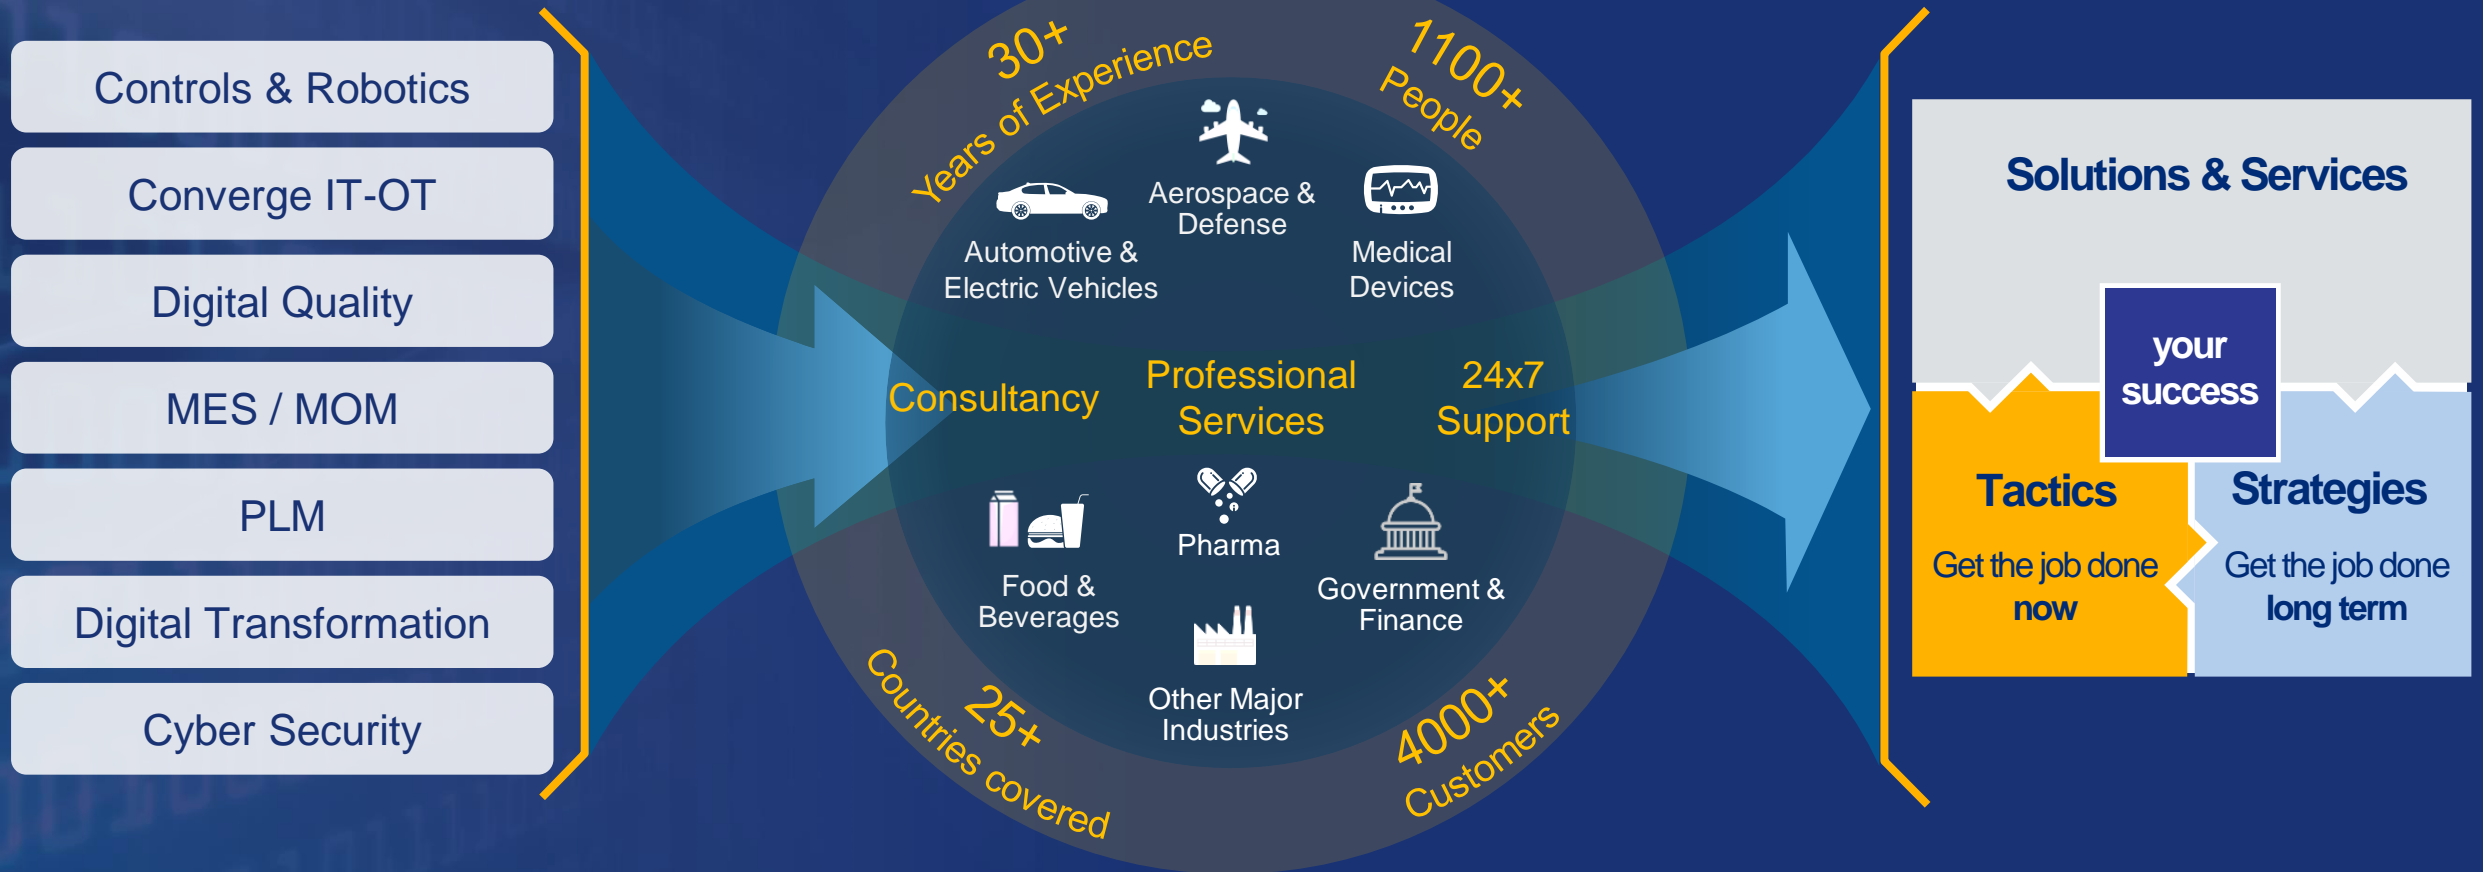 Controls & Robotics
Converge IT-OT
Digital Quality
MES / MOM
PLM
Digital Transformation
Cyber Security
30+
Years of Experience
1100+
People
Automotive &
Electric Vehicles
Aerospace &
Defense
Medical
Devices
Consultancy
Professional
Services
24x7
Support
Food &
Beverages
Pharma
Government &
Finance
Other Major
Industries
25+
Countries covered
4000+
Customers
Solutions & Services
your
success
Tactics
Get the job done
now
Strategies
Get the job done
long term